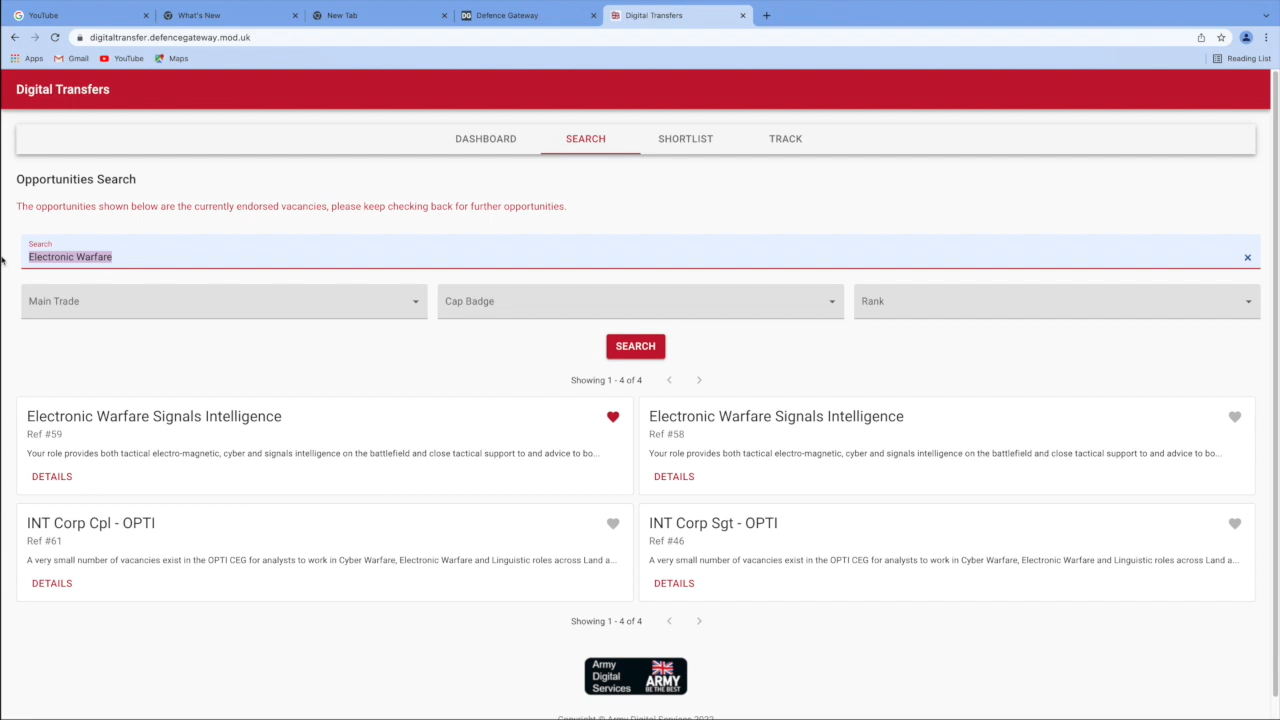 YouTube
What's New
New Tab
Defence Gateway
Digital Transfers
digitaltransfer.defencegateway.mod.uk
Apps
Gmail
YouTube
Maps
Reading List
Digital Transfers
DASHBOARD
SEARCH
SHORTLIST
TRACK
Opportunities Search
The opportunities shown below are the currently endorsed vacancies, please keep checking back for further opportunities.
Search
Electronic Warfare
Main Trade
Cap Badge
Rank
SEARCH
Showing 1 - 4 of 4
Electronic Warfare Signals Intelligence
Ref #59
Your role provides both tactical electro-magnetic, cyber and signals intelligence on the battlefield and close tactical support to and advice to bo...
DETAILS
Electronic Warfare Signals Intelligence
Ref #58
Your role provides both tactical electro-magnetic, cyber and signals intelligence on the battlefield and close tactical support to and advice to bo...
DETAILS
INT Corp Cpl - OPTI
Ref #61
A very small number of vacancies exist in the OPTI CEG for analysts to work in Cyber Warfare, Electronic Warfare and Linguistic roles across Land a...
DETAILS
INT Corp Sgt - OPTI
Ref #46
A very small number of vacancies exist in the OPTI CEG for analysts to work in Cyber Warfare, Electronic Warfare and Linguistic roles across Land a...
DETAILS
Showing 1 - 4 of 4
Army
Digital
Services
ARMY
BE THE BEST
Copyright © Army Digital Services 2022